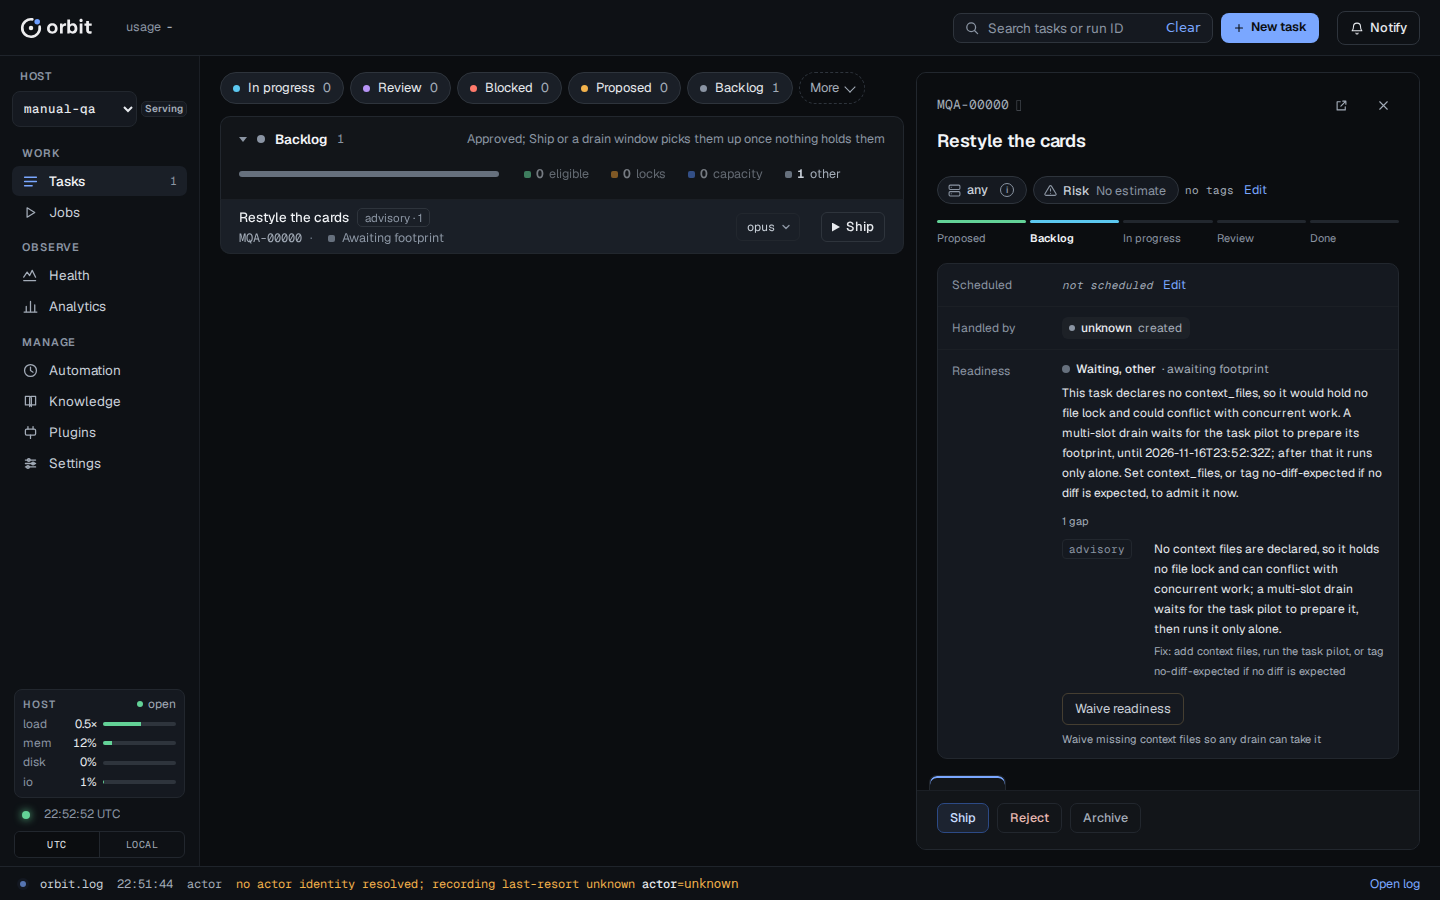 orbit
usage -
Search tasks or run ID
Clear
+ New task
Notify
HOST
manual-qa
Serving
WORK
Tasks 1
Jobs
OBSERVE
Health
Analytics
MANAGE
Automation
Knowledge
Plugins
Settings
HOST open
load 0.5×
mem 12%
disk 0%
io 1%
22:52:52 UTC
UTC LOCAL
In progress 0
Review 0
Blocked 0
Proposed 0
Backlog 1
More
Backlog 1
Approved; Ship or a drain window picks them up once nothing holds them
0 eligible
0 locks
0 capacity
1 other
Restyle the cards advisory · 1
MQA-00000 · Awaiting footprint
opus
Ship
MQA-00000
Restyle the cards
any
Risk No estimate
no tags Edit
Proposed
Backlog
In progress
Review
Done
Scheduled not scheduled Edit
Handled by unknown created
Readiness Waiting, other · awaiting footprint
This task declares no context_files, so it would hold no
file lock and could conflict with concurrent work. A
multi-slot drain waits for the task pilot to prepare its
footprint, until 2026-11-16T23:52:32Z; after that it runs
only alone. Set context_files, or tag no-diff-expected if no
diff is expected, to admit it now.
1 gap
advisory
No context files are declared, so it holds
no file lock and can conflict with
concurrent work; a multi-slot drain
waits for the task pilot to prepare it,
then runs it only alone.
Fix: add context files, run the task pilot, or tag
no-diff-expected if no diff is expected
Waive readiness
Waive missing context files so any drain can take it
Ship
Reject
Archive
orbit.log 22:51:44 actor no actor identity resolved; recording last-resort unknown actor=unknown
Open log